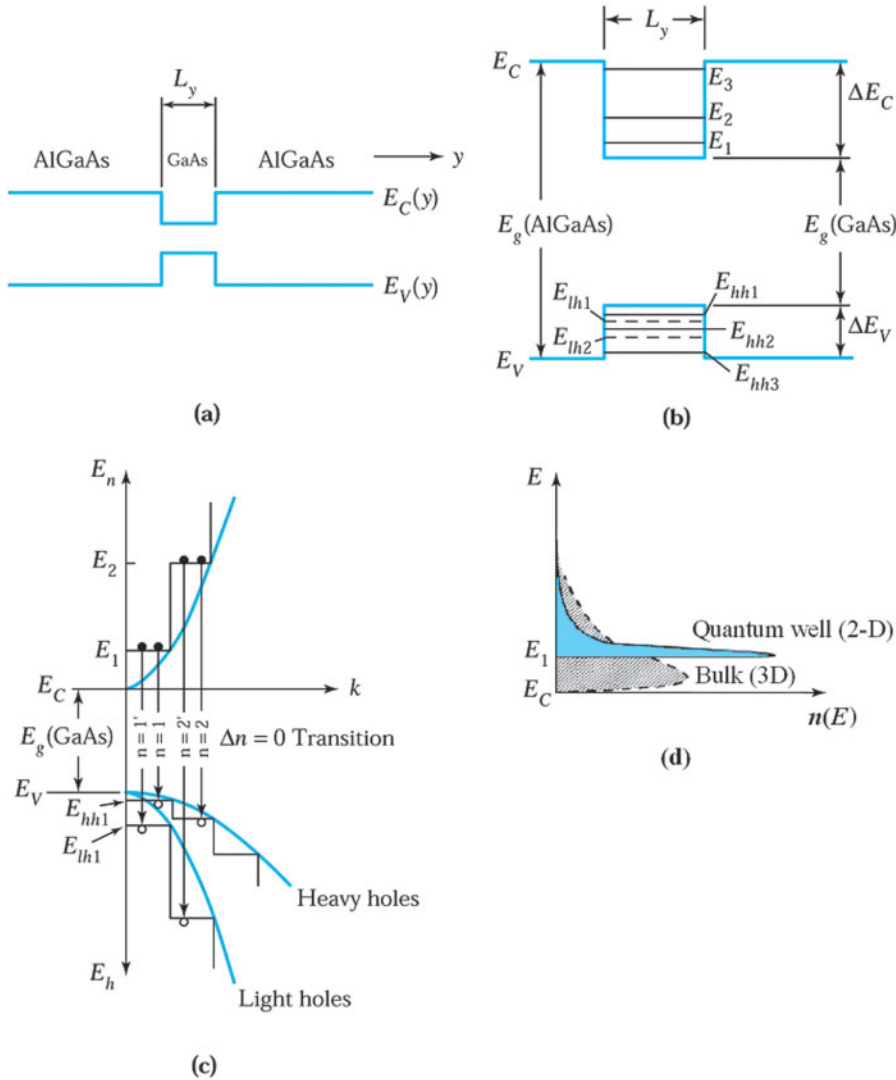 L_y
AlGaAs GaAs AlGaAs y
E_C(y)
E_V(y)
(a)
L_y
E_C
E_3
E_2
E_1
ΔE_C
E_g(AlGaAs)
E_g(GaAs)
E_lh1
E_hh1
E_lh2
E_hh2
ΔE_V
E_V
E_hh3
(b)
E_n
E_2
E_1
E_C k
E_g(GaAs)
n = 1'
n = 1
n = 2'
n = 2
Δn = 0 Transition
E_V
E_hh1
E_lh1
Heavy holes
E_h
Light holes
(c)
E
Quantum well (2-D)
E_1
Bulk (3D)
E_C
n(E)
(d)